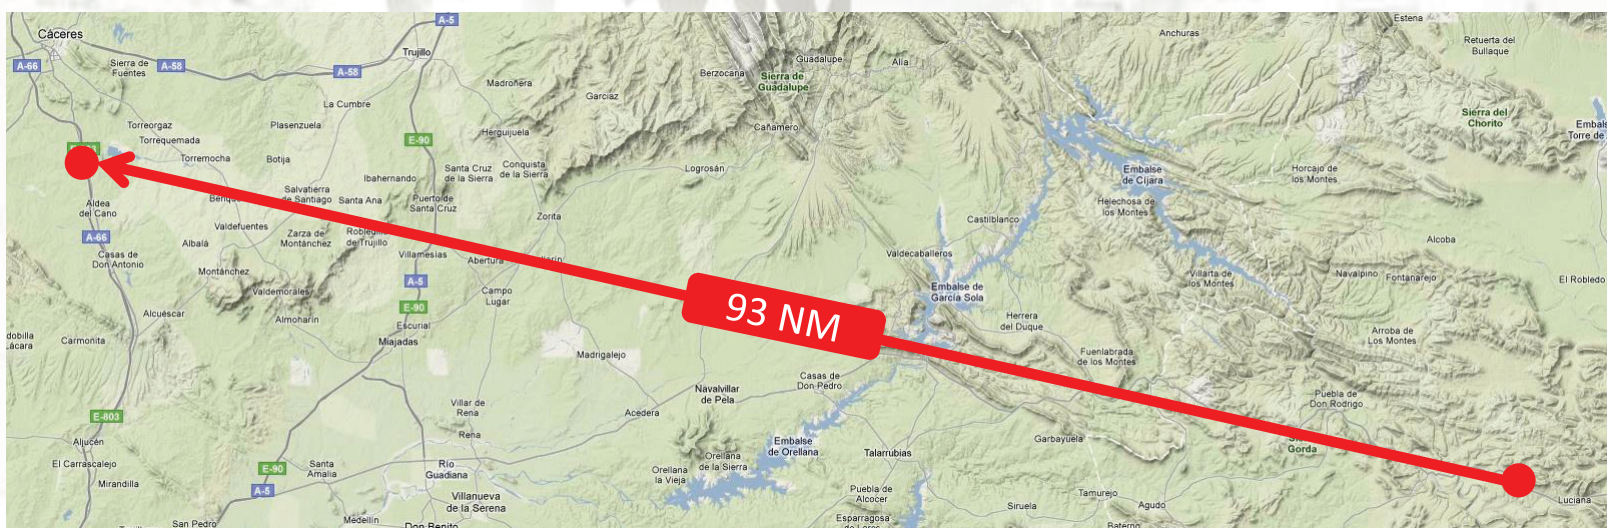 A-5
Estena
Cáceres
Anchuras
Retuerta del
Bullaque
Trujillo
Guadalupe
Alía
A-66
Sierra de
Fuentes
A-58
A-58
Berzocana
Sierra de
Guadalupe
Madroñera
Garciaz
La Cumbre
Sierra del
Chorito
Torreorgaz
Plasenzuela
Herguijuela
Cañamero
Torrequemada
E-90
Torremocha
Botija
Ibahernando
Santa Cruz
de la Sierra
Conquista
de la Sierra
Logrosán
Embalse
de Cíjara
Horcajo de
los Montes
Salvatierra
de Santiago
Santa Ana
Puerto de
Santa Cruz
Aldea
del Cano
Helechosa de
los Montes
Zorita
Castilblanco
Valdefuentes
Zarza de
Montánchez
de Trujillo
A-66
Albalá
Alcoba
Casas de
Don Antonio
Villamesías
Abertura
Valdecaballeros
Montánchez
A-5
Villarta de
los Montes
Navalpino
Fontanarejo
El Robledo
Valdemorales
Campo
Lugar
Embalse de
García Sola
93 NM
E-90
Alcuéscar
Almoharín
Escurial
Herrera
del Duque
Carmonita
Miajadas
Arroba de
Los Montes
Madrigalejo
Fuenlabrada
de los Montes
Casas de
Don Pedro
Navalvillar
de Pela
Puebla de
Don Rodrigo
Villar de
Rena
Acedera
E-803
Rena
Aljucén
Embalse
de Orellana
Garbayuela
Gorda
El Carrascalejo
E-90
Santa
Amalia
Río
Guadiana
Orellana
la Vieja
Orellana
de la Sierra
Talarrubias
Mirandilla
A-5
Villanueva
de la Serena
Puebla de
Alcocer
Tamurejo
Luciana
Siruela
Agudo
San Pedro
Medellín
Don Benito
Esparragosa
Baterno